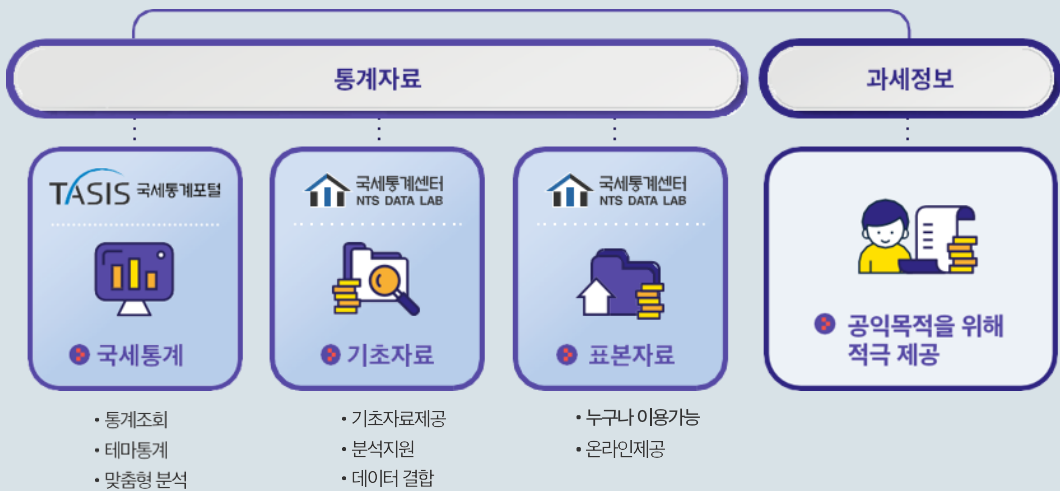 통계자료
과세정보
TASIS 국세통계포털
국세통계
• 통계조회
• 테마통계
• 맞춤형 분석
국세통계센터
NTS DATA LAB
기초자료
• 기초자료제공
• 분석지원
• 데이터 결합
국세통계센터
NTS DATA LAB
표본자료
• 누구나 이용가능
• 온라인제공
공익목적을 위해
적극 제공